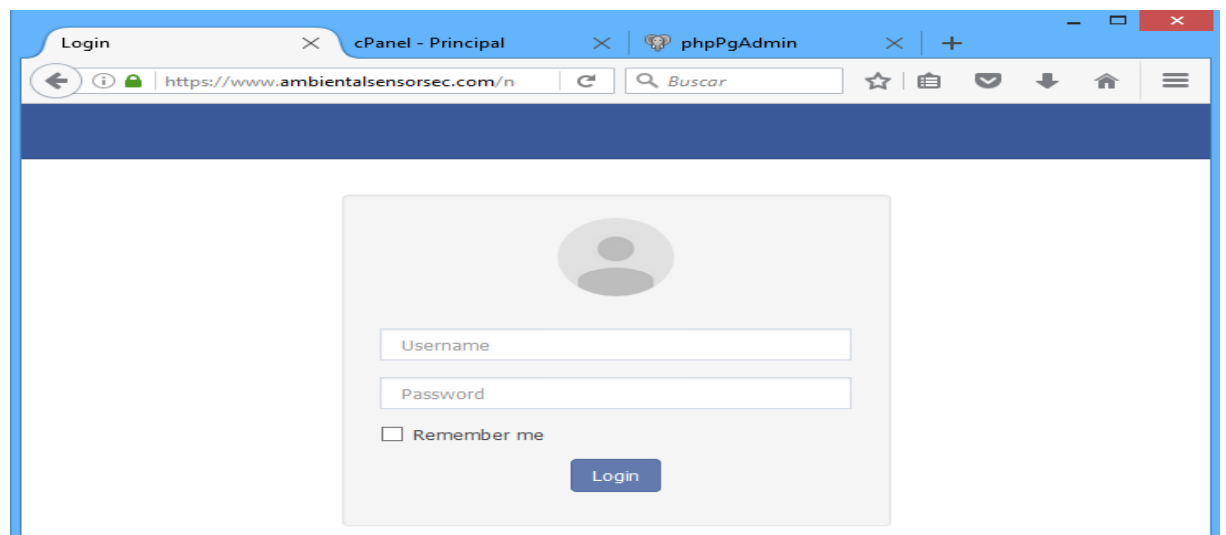 Login cPanel - Principal phpPgAdmin
https://www.ambientalsensorsec.com/n Buscar
Username
Password
Remember me
Login